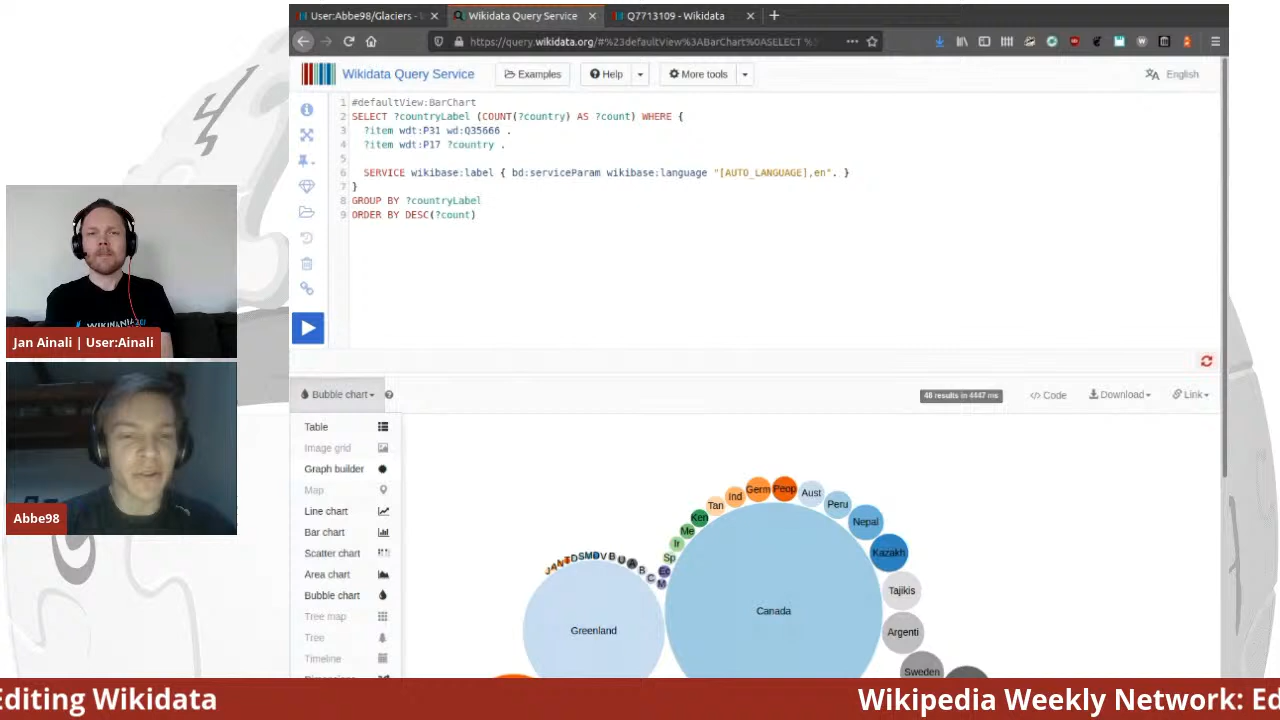 User:Abbe98/Glaciers -
Wikidata Query Service
Q7713109 - Wikidata
https://query.wikidata.org/#%23defaultView%3ABarChart%0ASELECT %
Wikidata Query Service
Examples
Help
More tools
English
1 #defaultView:BarChart
2 SELECT ?countryLabel (COUNT(?country) AS ?count) WHERE {
3 ?item wdt:P31 wd:Q35666 .
4 ?item wdt:P17 ?country .
5
6 SERVICE wikibase:label { bd:serviceParam wikibase:language "[AUTO_LANGUAGE],en". }
7 }
8 GROUP BY ?countryLabel
9 ORDER BY DESC(?count)
WIKIMANIA
Jan Ainali | User:Ainali
Abbe98
Bubble chart
48 results in 4447 ms
</> Code
Download
Link
Table
Image grid
Graph builder
Map
Line chart
Bar chart
Scatter chart
Area chart
Bubble chart
Tree map
Tree
Timeline
Greenland
Canada
Sp
Ir
Me
Ken
Tan
Ind
Germ
Peop
Aust
Peru
Nepal
Kazakh
Tajikis
Argenti
Sweden
Editing Wikidata
Wikipedia Weekly Network: Ed